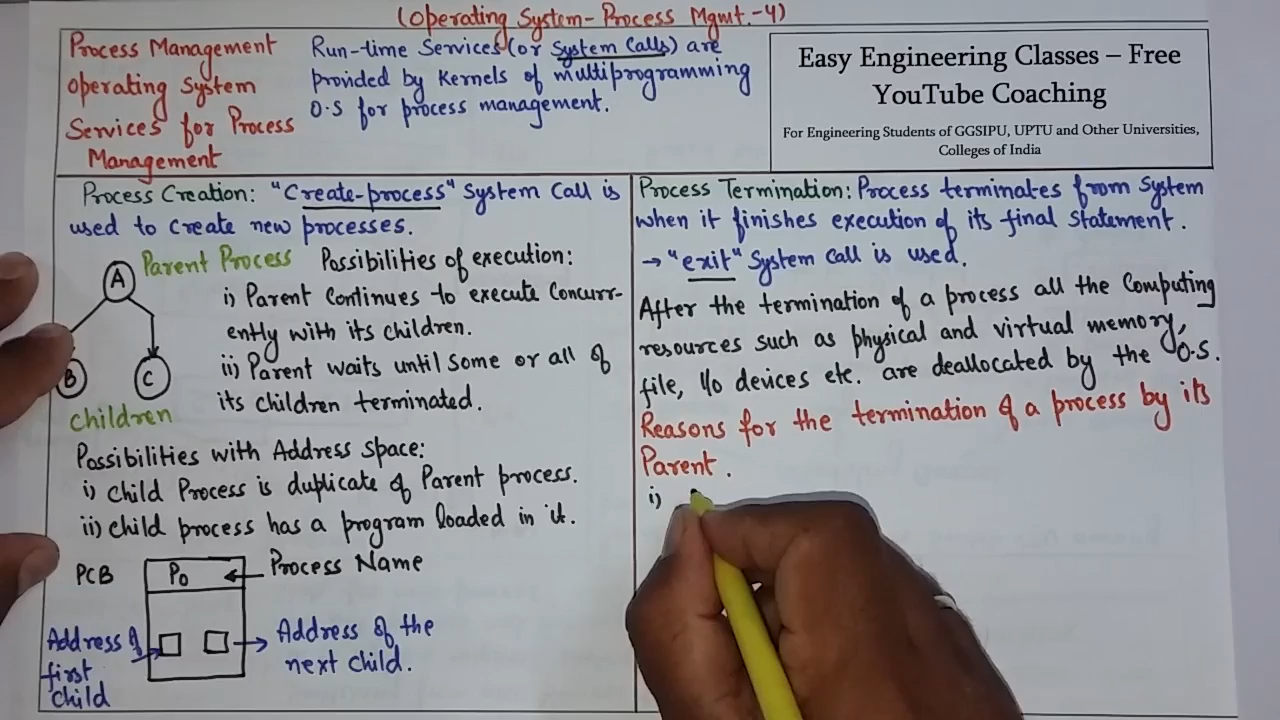 (Operating System- Process Mgmt.-4)
Process Management
Operating System
Services for Process
Management
Run-time Services (or System Calls) are
provided by Kernels of multiprogramming
O.S for process management.
Easy Engineering Classes – Free
YouTube Coaching
For Engineering Students of GGSIPU, UPTU and Other Universities,
Colleges of India
Process Creation: "Create-process" System Call is
used to create new processes.
A
Parent Process
B
C
Children
Possibilities of execution:
i) Parent Continues to execute Concurr-
ently with its children.
ii) Parent waits until some or all of
its children terminated.
Possibilities with Address Space:
i) Child Process is duplicate of Parent process.
ii) child process has a program loaded in it.
PCB
P0
Process Name
Address of
first
child
Address of the
next child.
Process Termination: Process terminates from System
when it finishes execution of its final statement.
→ "exit" System call is used.
After the termination of a process all the Computing
resources such as physical and virtual memory,
file, I/o devices etc. are deallocated by the O.S.
Reasons for the termination of a process by its
Parent.
i)